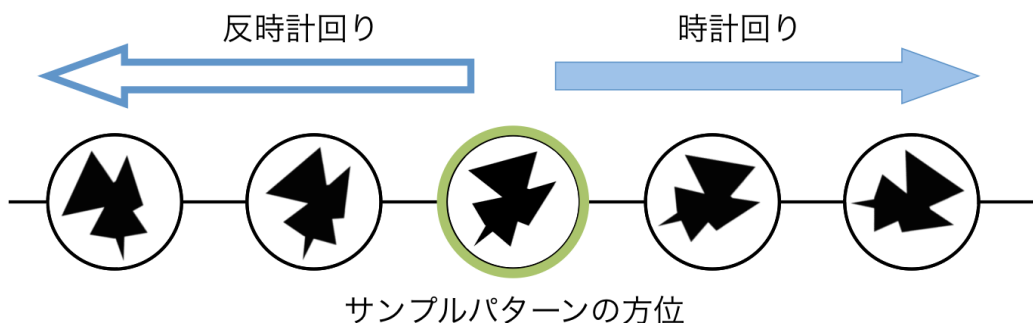 反時計回り
時計回り
サンプルパターンの方位